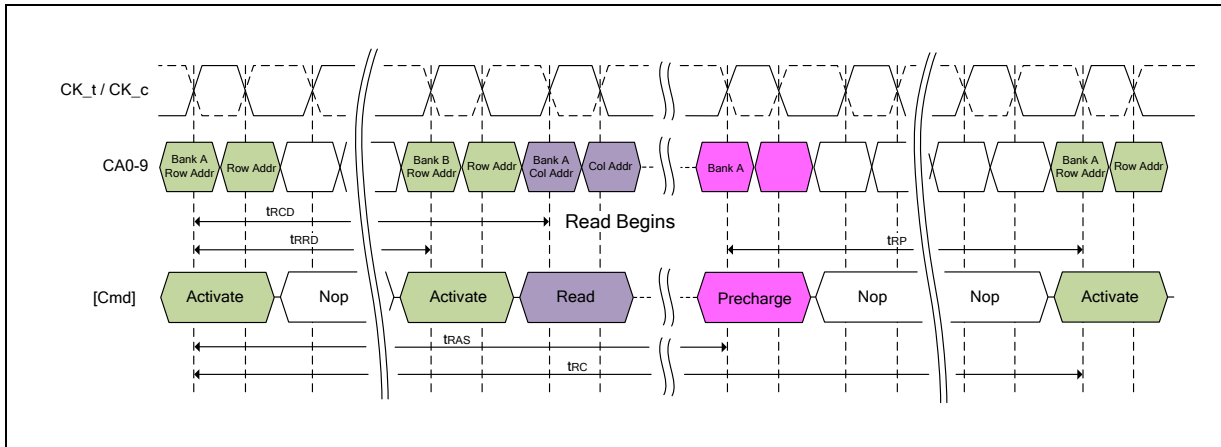 CK_t / CK_c
CA0-9
Bank A
Row Addr
Row Addr
Bank B
Row Addr
Row Addr
Bank A
Col Addr
Col Addr
Bank A
Bank A
Row Addr
Row Addr
tRCD
Read Begins
tRRD
tRP
[Cmd]
Activate
Nop
Activate
Read
Precharge
Nop
Nop
Activate
tRAS
tRC